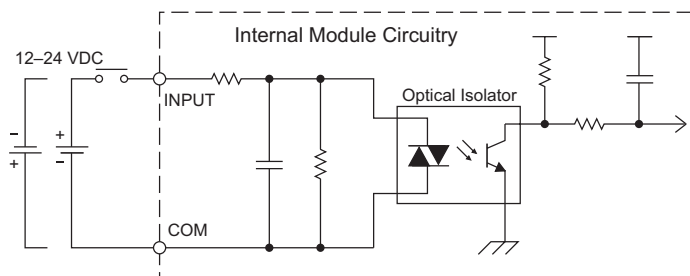 Internal Module Circuitry
12–24 VDC
INPUT
Optical Isolator
–
+
+
–
COM